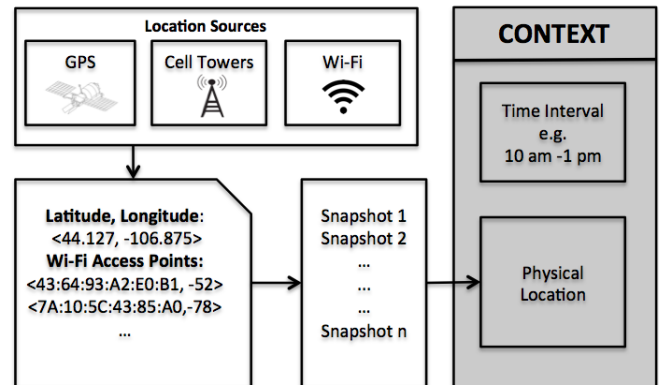 Location Sources
GPS
Cell Towers
Wi-Fi
Latitude, Longitude:
<44.127, -106.875>
Wi-Fi Access Points:
<43:64:93:A2:E0:B1, -52>
<7A:10:5C:43:85:A0,-78>
...
Snapshot 1
Snapshot 2
...
...
...
Snapshot n
CONTEXT
Time Interval
e.g.
10 am -1 pm
Physical
Location